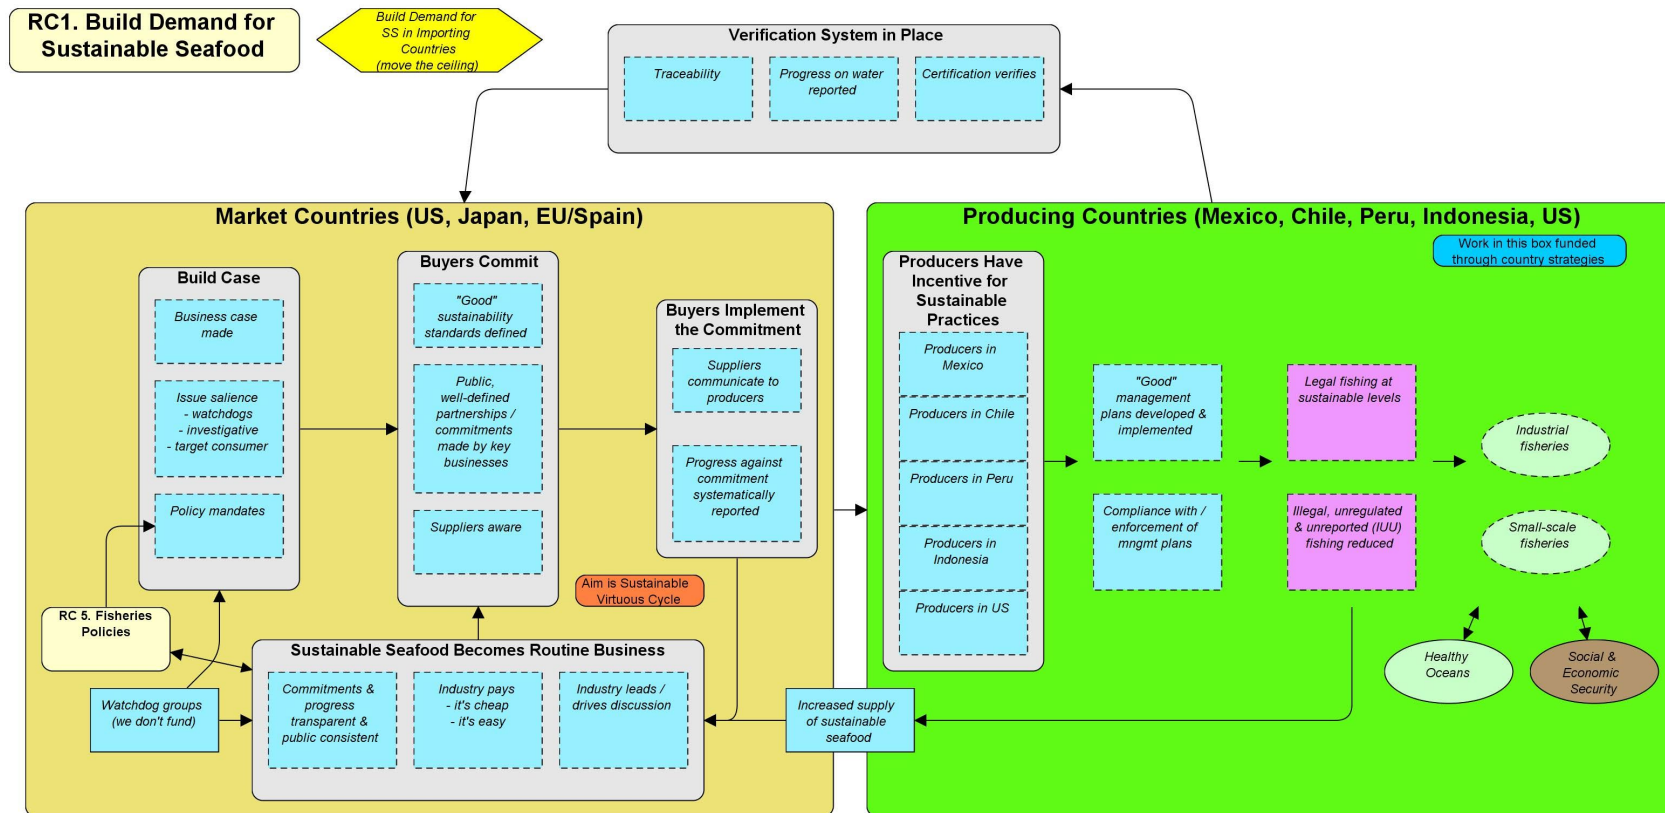 RC1. Build Demand for
Sustainable Seafood
Build Demand for
SS in Importing
Countries
(move the ceiling)
Verification System in Place
Traceability
Progress on water
reported
Certification verifies
Market Countries (US, Japan, EU/Spain)
Build Case
Business case
made
Issue salience
- watchdogs
- investigative
- target consumer
Policy mandates
Buyers Commit
"Good"
sustainability
standards defined
Public,
well-defined
partnerships /
commitments
made by key
businesses
Suppliers aware
Buyers Implement
the Commitment
Suppliers
communicate to
producers
Progress against
commitment
systematically
reported
Aim is Sustainable
Virtuous Cycle
RC 5. Fisheries
Policies
Watchdog groups
(we don't fund)
Sustainable Seafood Becomes Routine Business
Commitments &
progress
transparent &
public consistent
Industry pays
- it's cheap
- it's easy
Industry leads /
drives discussion
Increased supply
of sustainable
seafood
Producing Countries (Mexico, Chile, Peru, Indonesia, US)
Work in this box funded
through country strategies
Producers Have
Incentive for
Sustainable
Practices
Producers in
Mexico
Producers in Chile
Producers in Peru
Producers in
Indonesia
Producers in US
"Good"
management
plans developed &
implemented
Compliance with /
enforcement of
mngmt plans
Legal fishing at
sustainable levels
Illegal, unregulated
& unreported (IUU)
fishing reduced
Industrial
fisheries
Small-scale
fisheries
Healthy
Oceans
Social &
Economic
Security